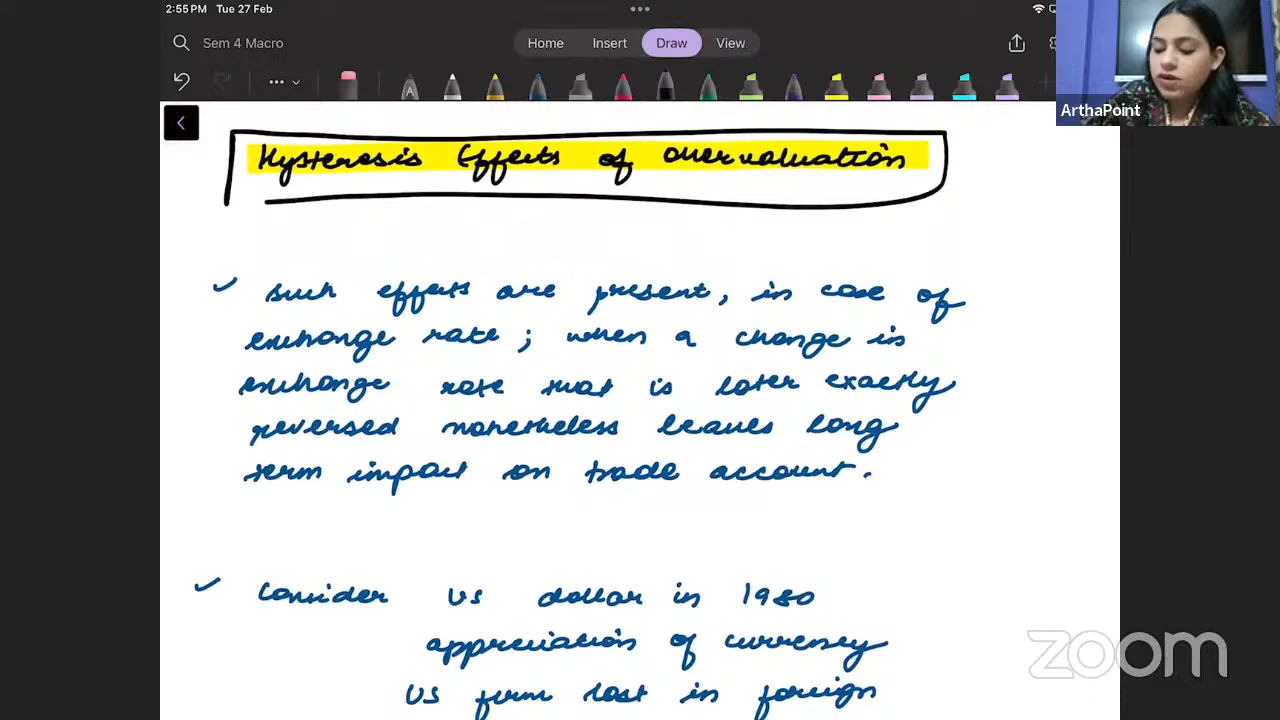 2:55 PM Tue 27 Feb
Sem 4 Macro
Home Insert Draw View
A
ArthaPoint
Hysteresis Effects of overvaluation
such effects are present, in case of
exchange rate; when a change in
exchange rate that is later exactly
reversed nonetheless leaves long
term impact on trade account.
Consider US dollar in 1980
appreciation of currency
US firm lost in foreign
zoom